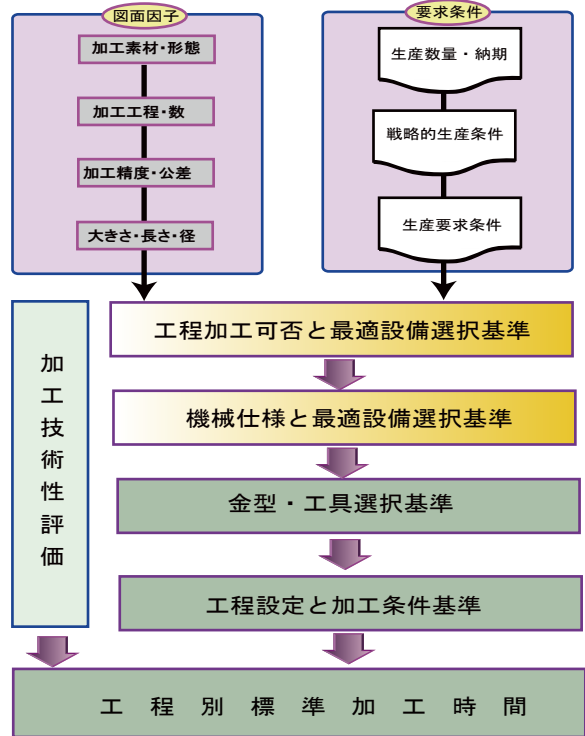 図面因子
加工素材・形態
加工工程・数
加工精度・公差
大きさ・長さ・径
要求条件
生産数量・納期
戦略的生産条件
生産要求条件
加工技術性評価
工程加工可否と最適設備選択基準
機械仕様と最適設備選択基準
金型・工具選択基準
工程設定と加工条件基準
工程別標準加工時間